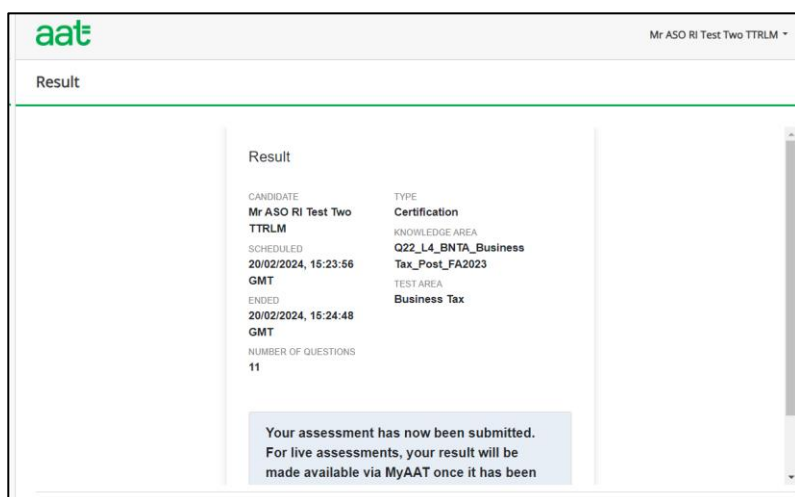 aat
Mr ASO RI Test Two TTRLM
Result
Result
CANDIDATE
Mr ASO RI Test Two
TTRLM
SCHEDULED
20/02/2024, 15:23:56
GMT
ENDED
20/02/2024, 15:24:48
GMT
NUMBER OF QUESTIONS
11
TYPE
Certification
KNOWLEDGE AREA
Q22_L4_BNTA_Business
Tax_Post_FA2023
TEST AREA
Business Tax
Your assessment has now been submitted.
For live assessments, your result will be
made available via MyAAT once it has been